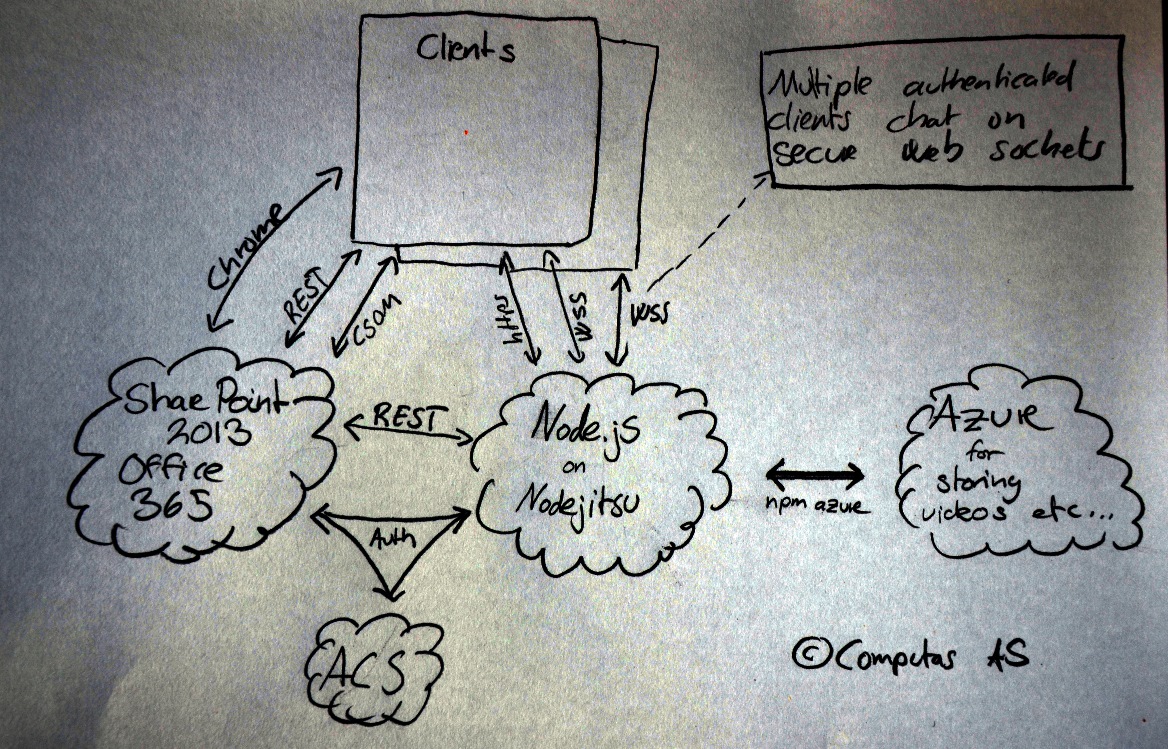 Clients
Multiple authenticated
clients chat on
secure web sockets
Chrome
REST
CSOM
https
WSS
WSS
SharePoint
2013
Office
365
REST
Node.js
on
Nodejitsu
npm azure
Azure
for
storing
videos etc...
Auth
ACS
©Computas AS